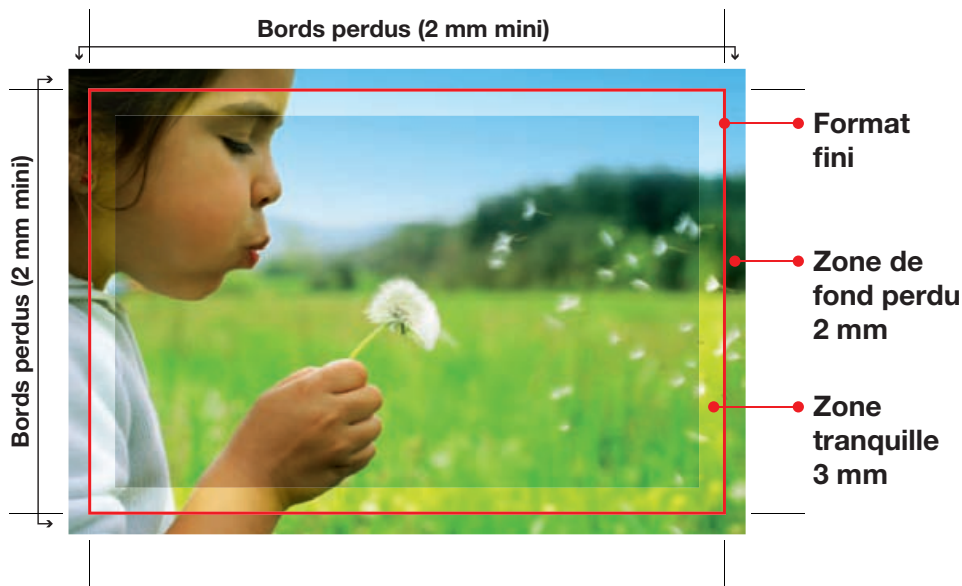 Bords perdus (2 mm mini)
Bords perdus (2 mm mini)
Format
fini
Zone de
fond perdu
2 mm
Zone
tranquille
3 mm